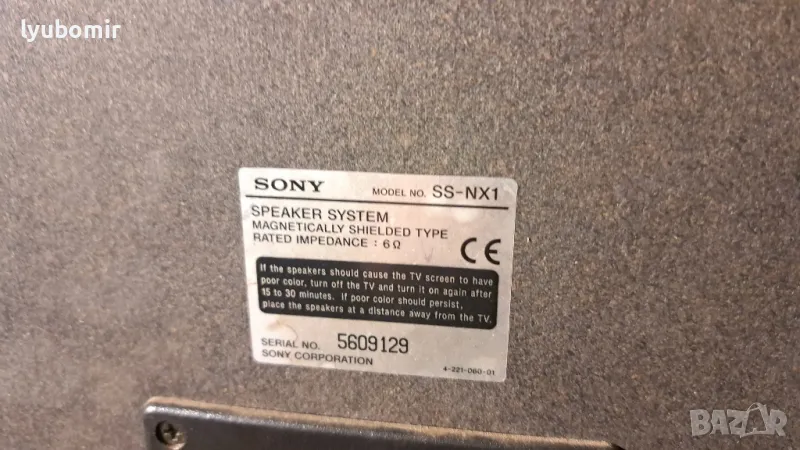 lyubomir
SONY MODEL NO. SS-NX1
SPEAKER SYSTEM
MAGNETICALLY SHIELDED TYPE
RATED IMPEDANCE : 6 Ω
CE
If the speakers should cause the TV screen to have
poor color, turn off the TV and turn it on again after
15 to 30 minutes. If poor color should persist,
place the speakers at a distance away from the TV.
SERIAL NO. 5609129
SONY CORPORATION 4-221-060-01
BAZAR